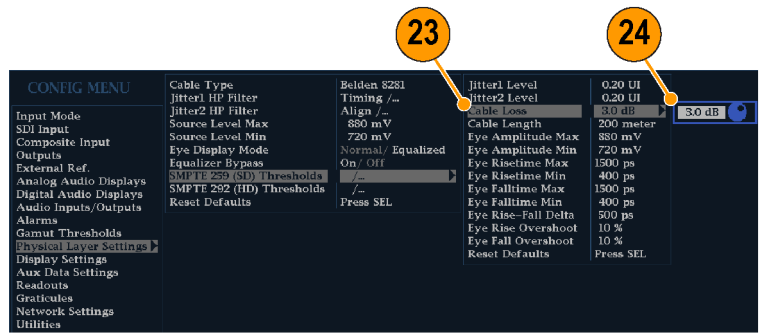 23
24
CONFIG MENU
Input Mode
SDI Input
Composite Input
Outputs
External Ref.
Analog Audio Displays
Digital Audio Displays
Audio Inputs/Outputs
Alarms
Gamut Thresholds
Physical Layer Settings
Display Settings
Aux Data Settings
Readouts
Graticules
Network Settings
Utilities
Cable Type Belden 8281
Jitter1 HP Filter Timing /...
Jitter2 HP Filter Align /...
Source Level Max 880 mV
Source Level Min 720 mV
Eye Display Mode Normal/ Equalized
Equalizer Bypass On/ Off
SMPTE 259 (SD) Thresholds /...
SMPTE 292 (HD) Thresholds /...
Reset Defaults Press SEL
Jitter1 Level 0.20 UI
Jitter2 Level 0.20 UI
Cable Loss 3.0 dB
Cable Length 200 meter
Eye Amplitude Max 880 mV
Eye Amplitude Min 720 mV
Eye Risetime Max 1500 ps
Eye Risetime Min 400 ps
Eye Falltime Max 1500 ps
Eye Falltime Min 400 ps
Eye Rise-Fall Delta 500 ps
Eye Rise Overshoot 10 %
Eye Fall Overshoot 10 %
Reset Defaults Press SEL
3.0 dB